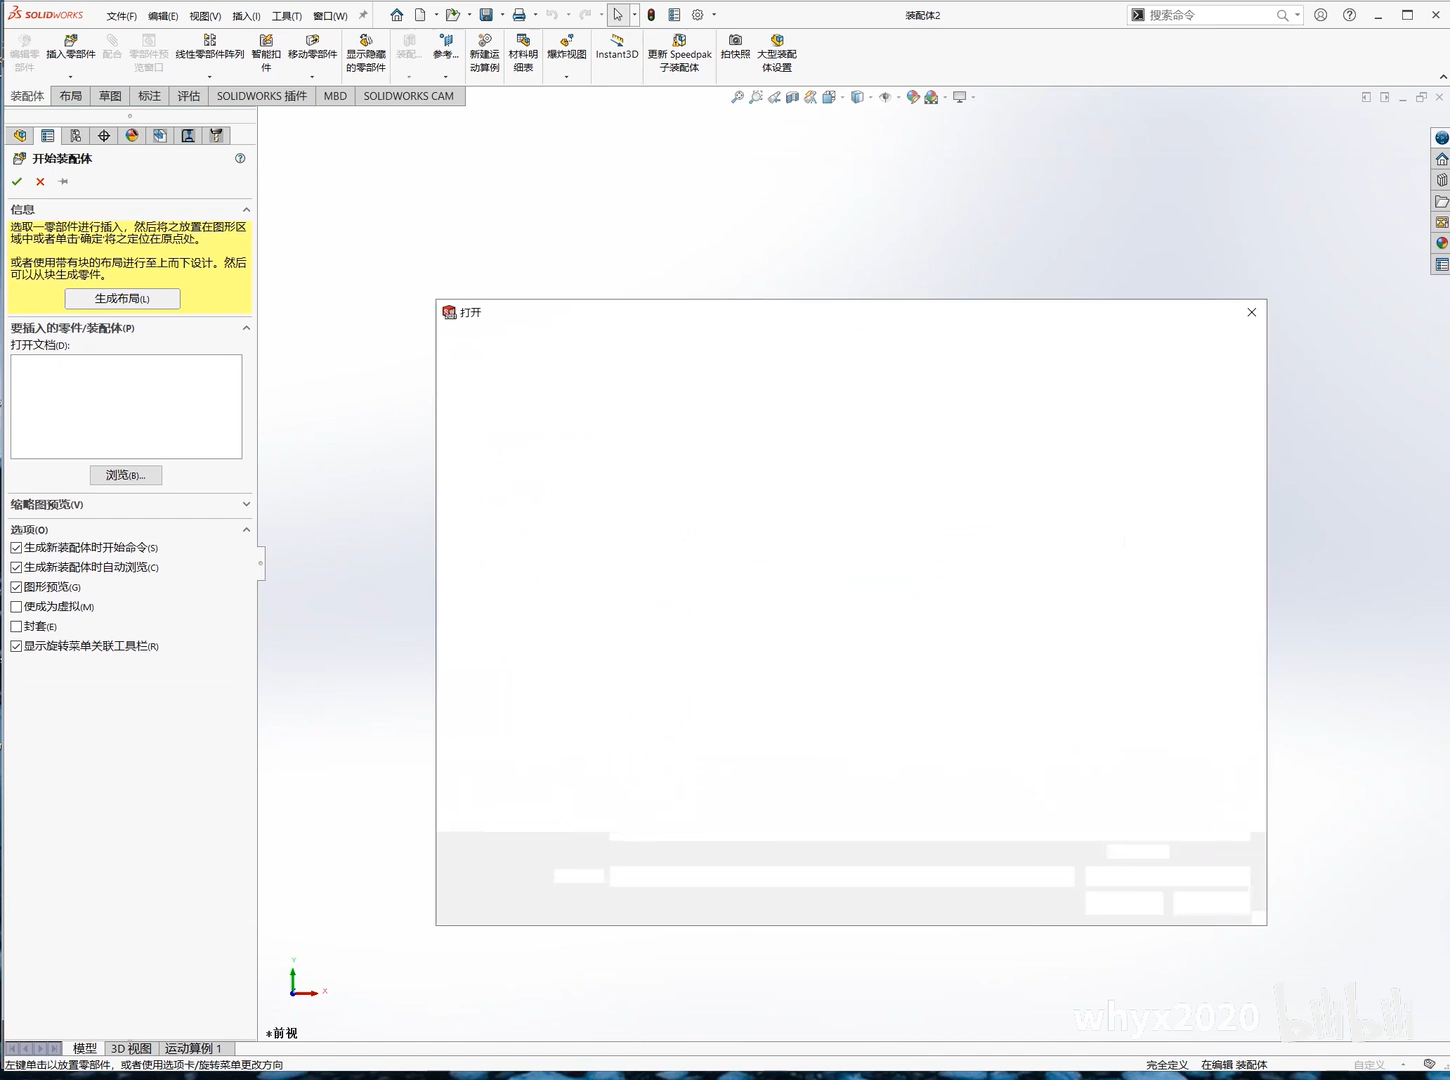 SOLIDWORKS
文件(F) 编辑(E) 视图(V) 插入(I) 工具(T) 窗口(W)
装配体2
搜索命令
编辑零部件
插入零部件
配合
零部件预览窗口
线性零部件阵列
智能扣件
移动零部件
显示隐藏的零部件
装配...
参考...
新建运动算例
材料明细表
爆炸视图
Instant3D
更新 Speedpak 子装配体
拍快照
大型装配体设置
装配体 布局 草图 标注 评估 SOLIDWORKS 插件 MBD SOLIDWORKS CAM
开始装配体
信息
选取一零部件进行插入，然后将之放置在图形区
域中或者单击'确定'将之定位在原点处。
或者使用带有块的布局进行至上而下设计。然后
可以从块生成零件。
生成布局(L)
要插入的零件/装配体(P)
打开文档(D):
浏览(B)...
缩略图预览(V)
选项(O)
生成新装配体时开始命令(S)
生成新装配体时自动浏览(C)
图形预览(G)
使成为虚拟(M)
封套(E)
显示旋转菜单关联工具栏(R)
打开
Y
X
*前视
whyx2020
bilibili
模型 3D 视图 运动算例 1
左键单击以放置零部件，或者使用选项卡/旋转菜单更改方向
完全定义 在编辑 装配体
自定义